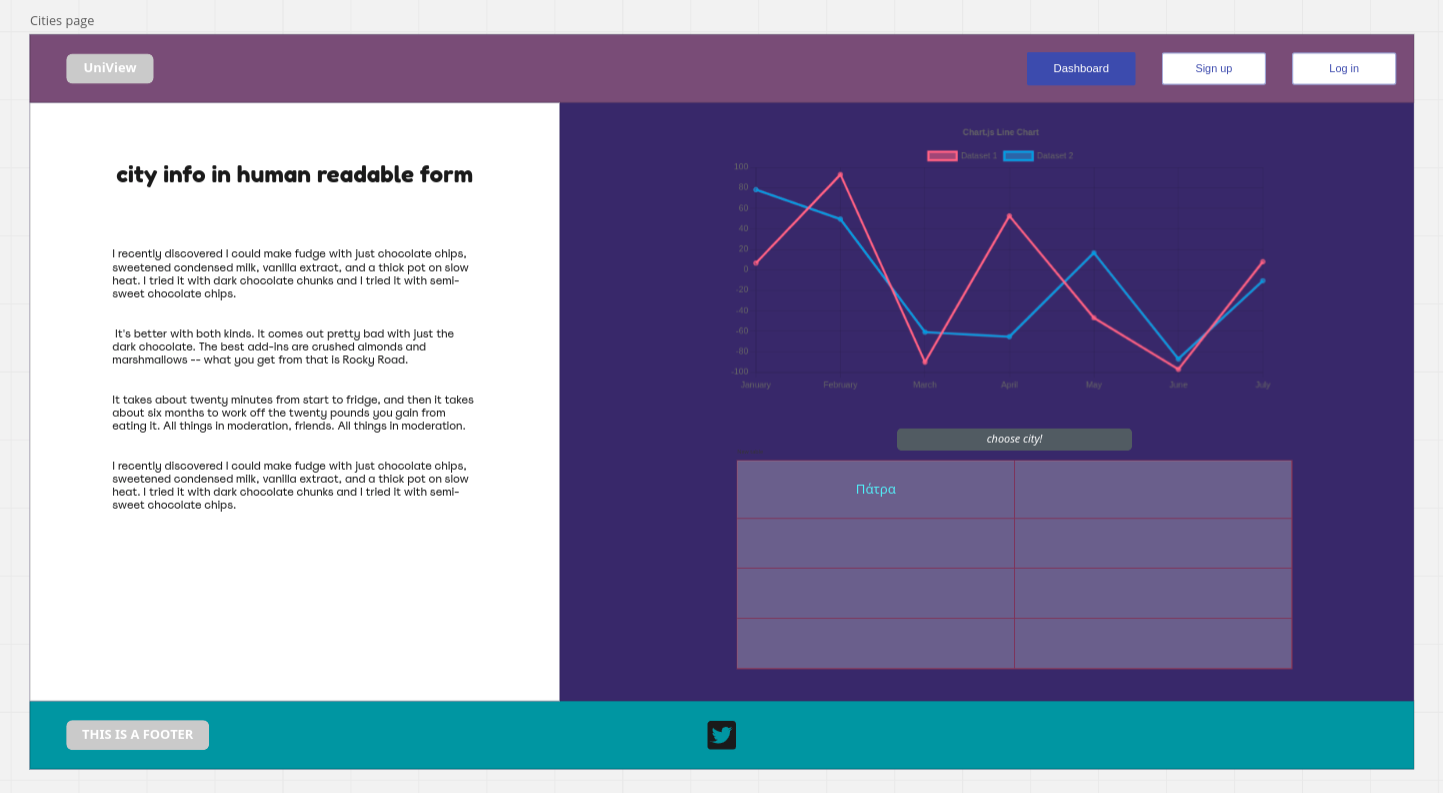 Cities page
UniView
Dashboard
Sign up
Log in
city info in human readable form
I recently discovered I could make fudge with just chocolate chips,
sweetened condensed milk, vanilla extract, and a thick pot on slow
heat. I tried it with dark chocolate chunks and I tried it with semi-
sweet chocolate chips.
It's better with both kinds. It comes out pretty bad with just the
dark chocolate. The best add-ins are crushed almonds and
marshmallows -- what you get from that is Rocky Road.
It takes about twenty minutes from start to fridge, and then it takes
about six months to work off the twenty pounds you gain from
eating it. All things in moderation, friends. All things in moderation.
I recently discovered I could make fudge with just chocolate chips,
sweetened condensed milk, vanilla extract, and a thick pot on slow
heat. I tried it with dark chocolate chunks and I tried it with semi-
sweet chocolate chips.
Chart.js Line Chart
Dataset 1
Dataset 2
100
80
60
40
20
0
-20
-40
-60
-80
-100
January
February
March
April
May
June
July
choose city!
Πάτρα
THIS IS A FOOTER